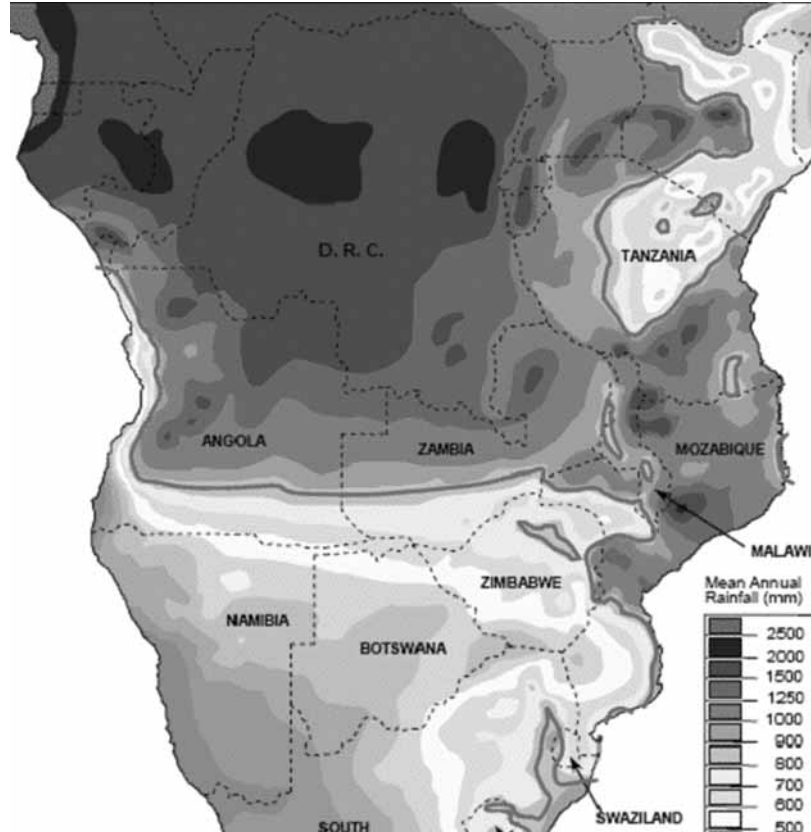 D. R. C.
TANZANIA
ANGOLA
ZAMBIA
MOZABIQUE
MALAWI
ZIMBABWE
NAMIBIA
BOTSWANA
SWAZILAND
SOUTH
Mean Annual
Rainfall (mm)
2500
2000
1500
1250
1000
900
800
700
600
500